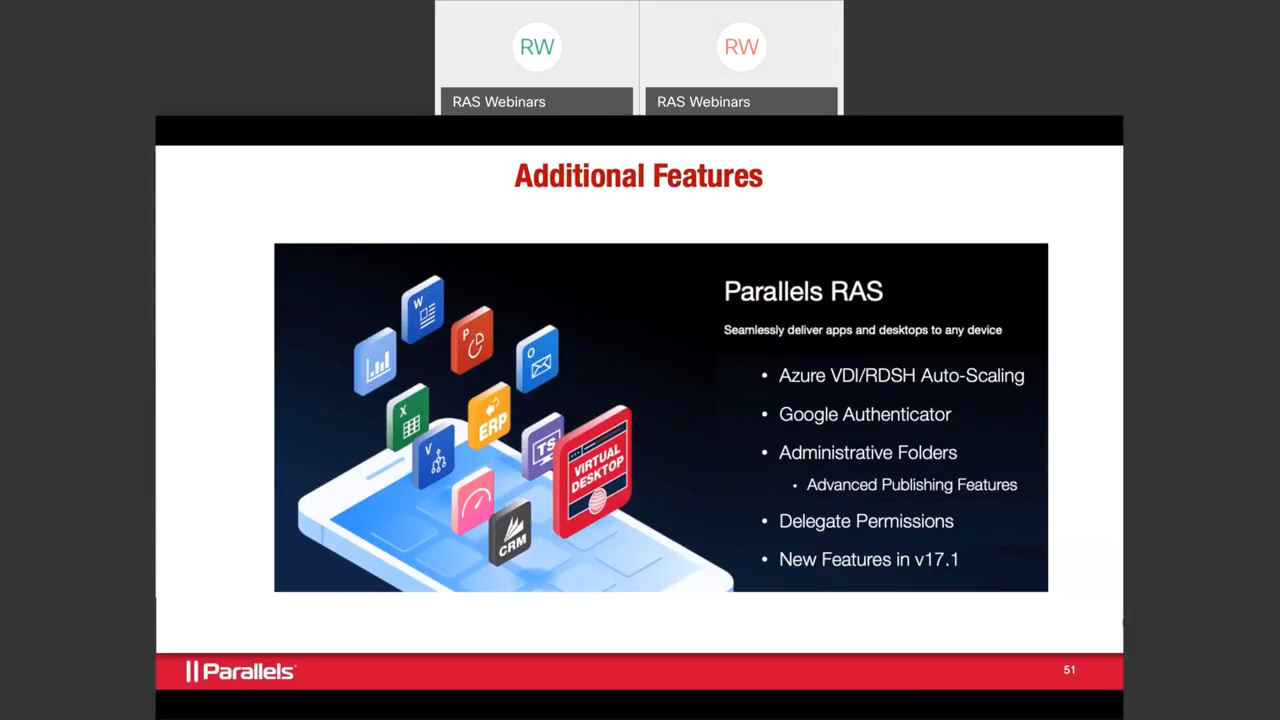 RW
RW
RAS Webinars
RAS Webinars
Additional Features
Parallels RAS
Seamlessly deliver apps and desktops to any device
• Azure VDI/RDSH Auto-Scaling
• Google Authenticator
• Administrative Folders
• Advanced Publishing Features
• Delegate Permissions
• New Features in v17.1
W
P
O
X
ERP
V
TS
VIRTUAL
DESKTOP
CRM
Parallels
51